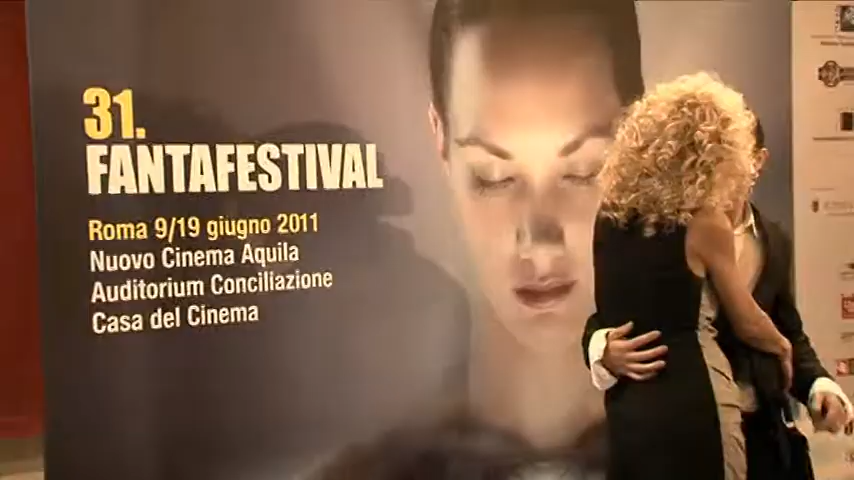 31.
FANTAFESTIVAL
Roma 9/19 giugno 2011
Nuovo Cinema Aquila
Auditorium Conciliazione
Casa del Cinema